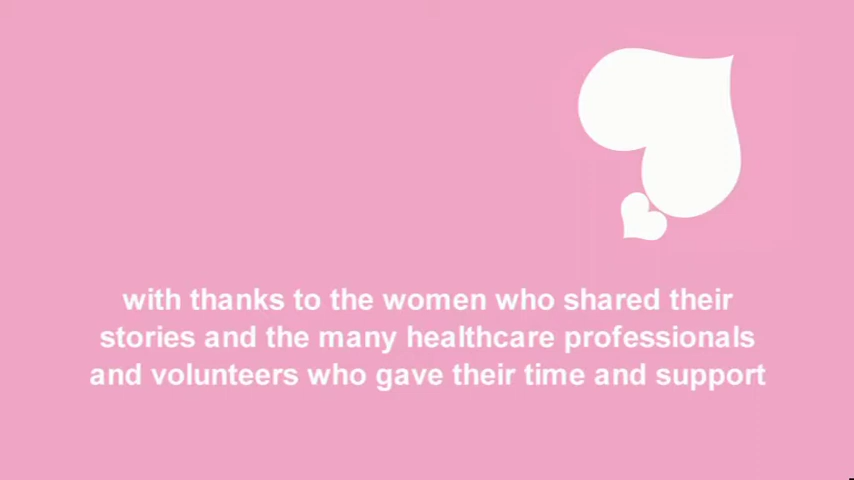 with thanks to the women who shared their
stories and the many healthcare professionals
and volunteers who gave their time and support